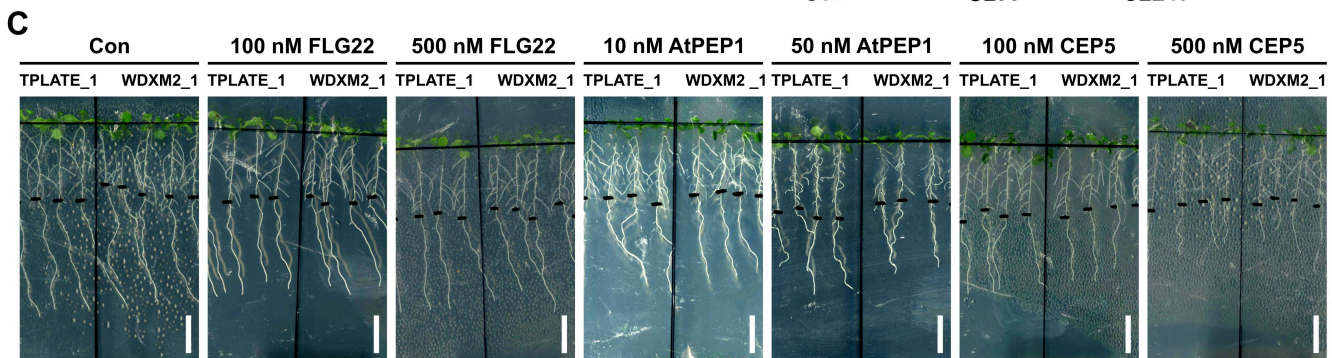 C
Con 100 nM FLG22 500 nM FLG22 10 nM AtPEP1 50 nM AtPEP1 100 nM CEP5 500 nM CEP5
TPLATE_1 WDXM2_1 TPLATE_1 WDXM2_1 TPLATE_1 WDXM2_1 TPLATE_1 WDXM2 _1 TPLATE_1 WDXM2_1 TPLATE_1 WDXM2_1 TPLATE_1 WDXM2_1